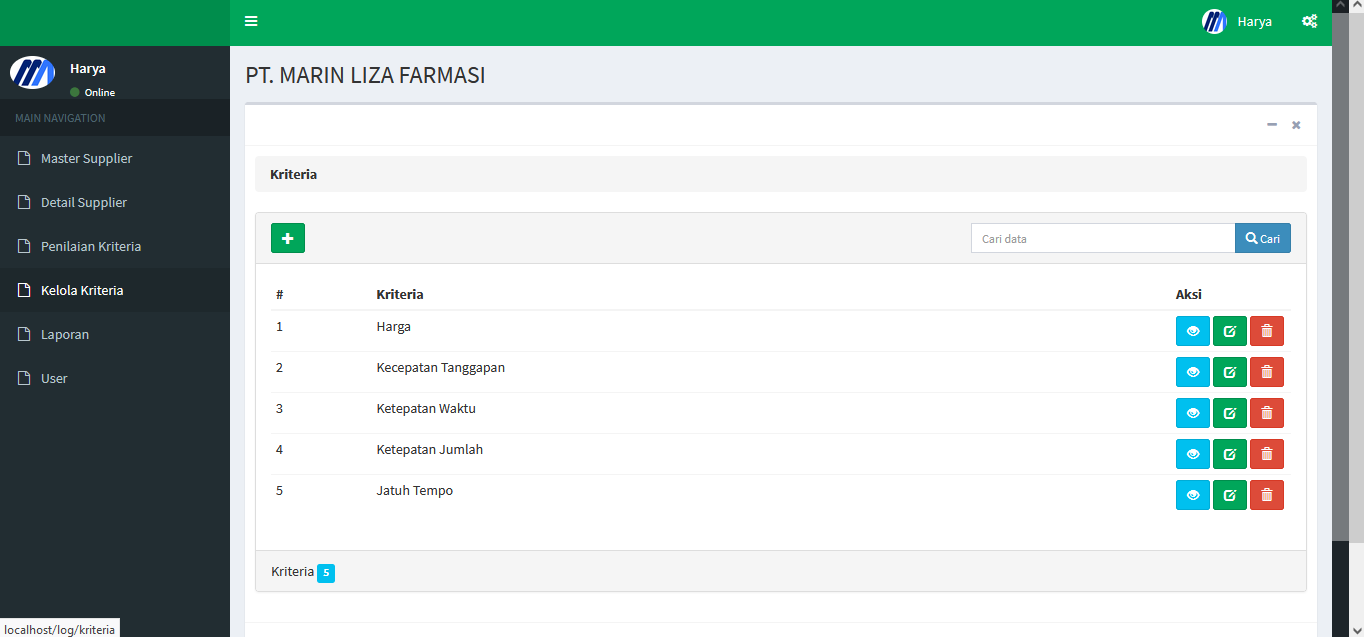 Harya
Harya
Online
MAIN NAVIGATION
Master Supplier
Detail Supplier
Penilaian Kriteria
Kelola Kriteria
Laporan
User
PT. MARIN LIZA FARMASI
Kriteria
Cari data
Cari
# Kriteria Aksi
1 Harga
2 Kecepatan Tanggapan
3 Ketepatan Waktu
4 Ketepatan Jumlah
5 Jatuh Tempo
Kriteria 5
localhost/log/kriteria